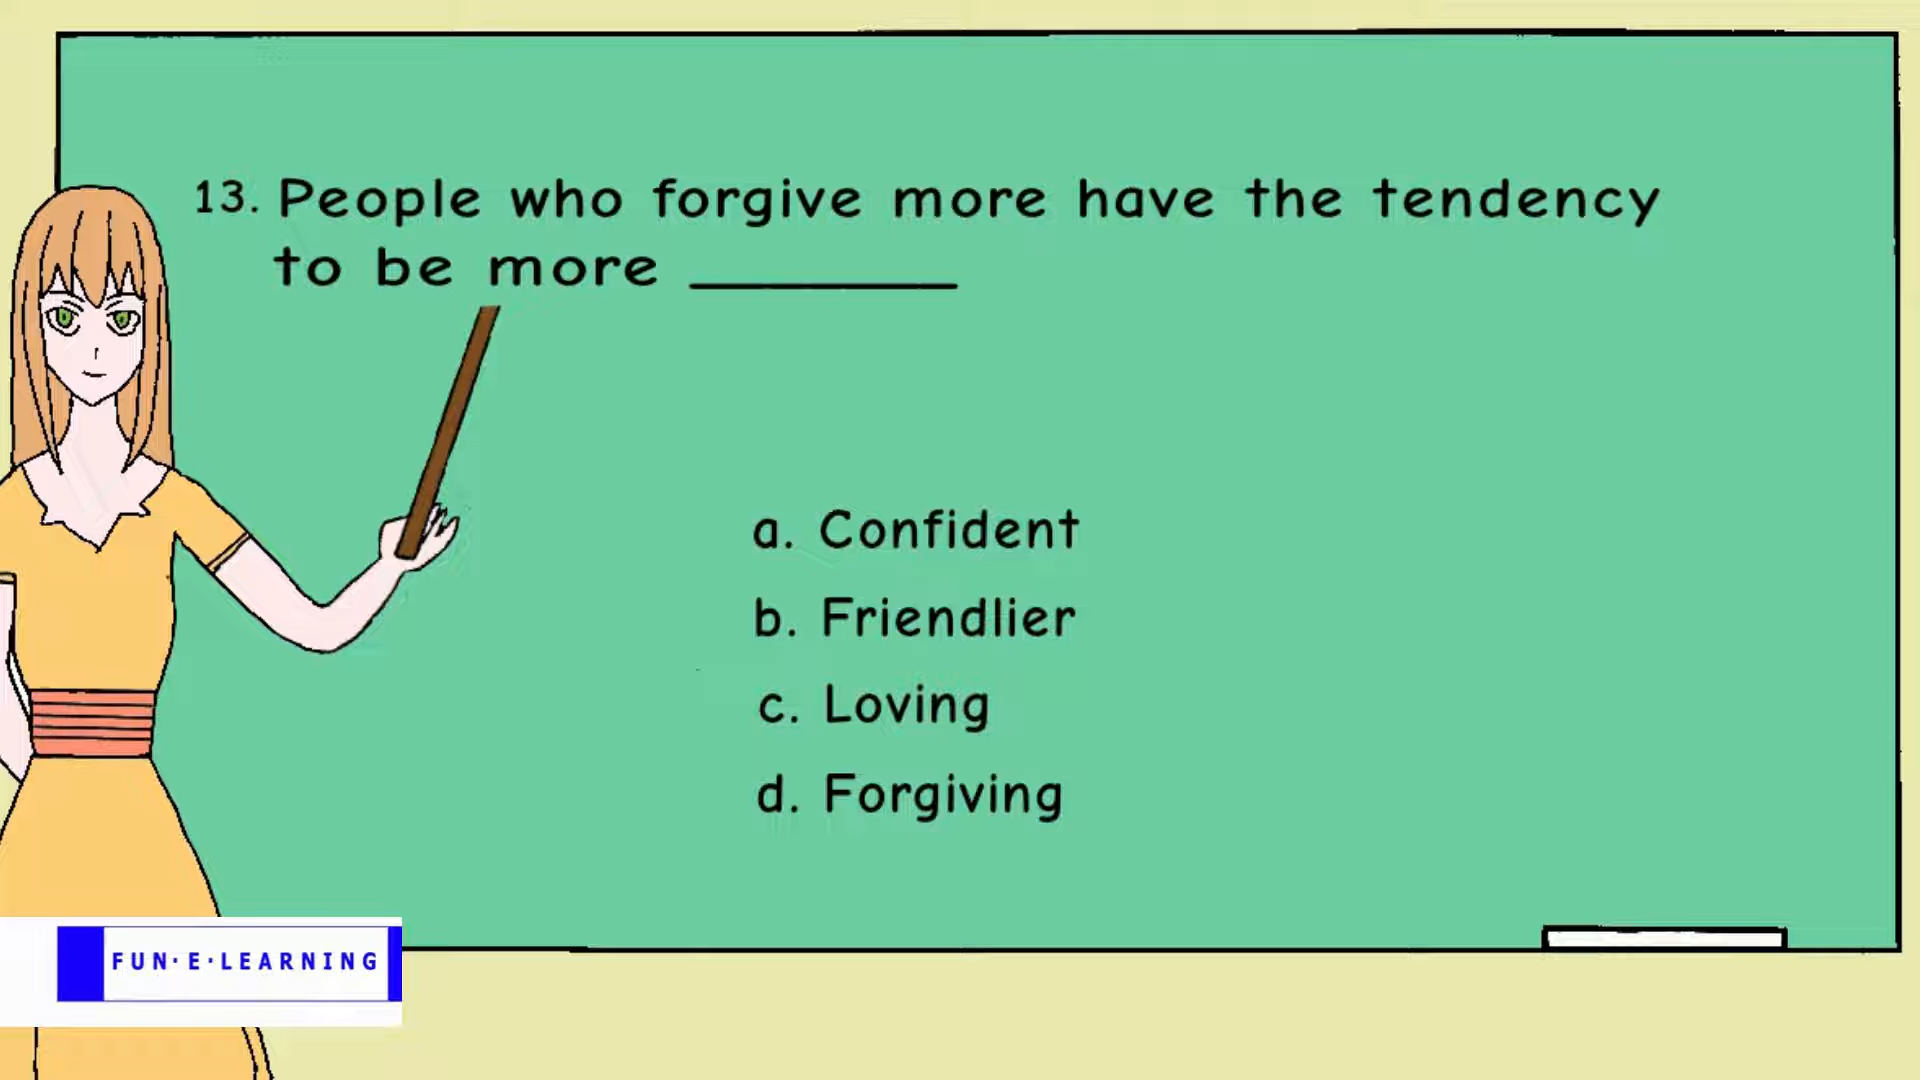 13. People who forgive more have the tendency
to be more ________
a. Confident
b. Friendlier
c. Loving
d. Forgiving
FUN·E·LEARNING